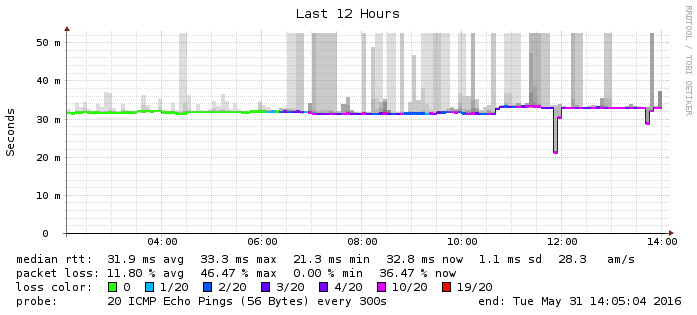 Last 12 Hours
RRDTOOL / TOBI OETIKER
Seconds
50 m
40 m
30 m
20 m
10 m
0
04:00 06:00 08:00 10:00 12:00 14:00
median rtt: 31.9 ms avg 33.3 ms max 21.3 ms min 32.8 ms now 1.1 ms sd 28.3 am/s
packet loss: 11.80 % avg 46.47 % max 0.00 % min 36.47 % now
loss color: 0 1/20 2/20 3/20 4/20 10/20 19/20
probe: 20 ICMP Echo Pings (56 Bytes) every 300s end: Tue May 31 14:05:04 2016